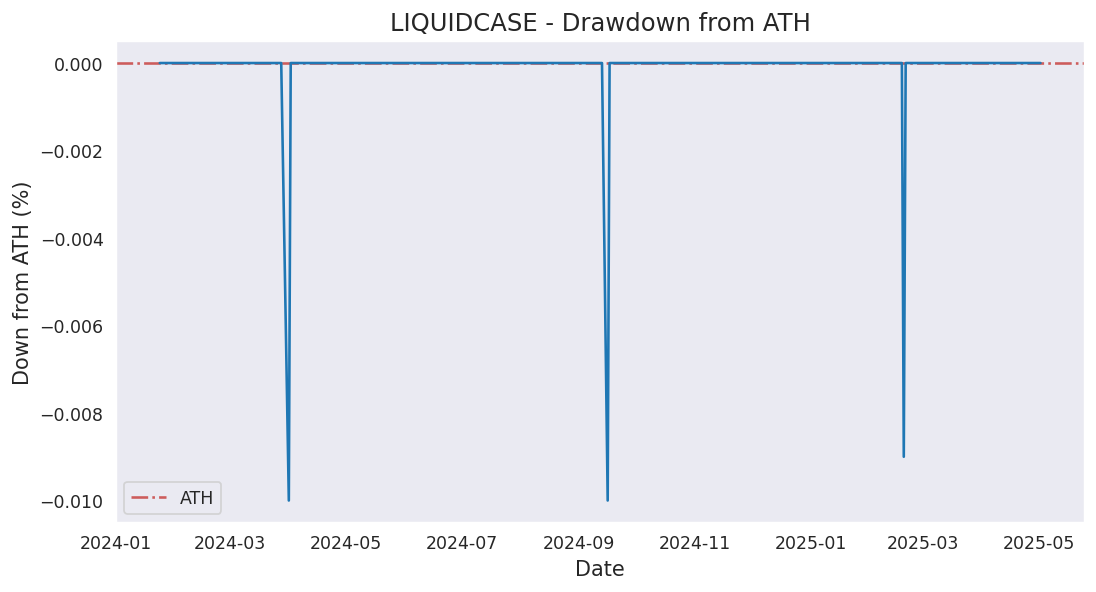 LIQUIDCASE - Drawdown from ATH
Down from ATH (%)
0.000
−0.002
−0.004
−0.006
−0.008
−0.010
ATH
2024-01 2024-03 2024-05 2024-07 2024-09 2024-11 2025-01 2025-03 2025-05
Date